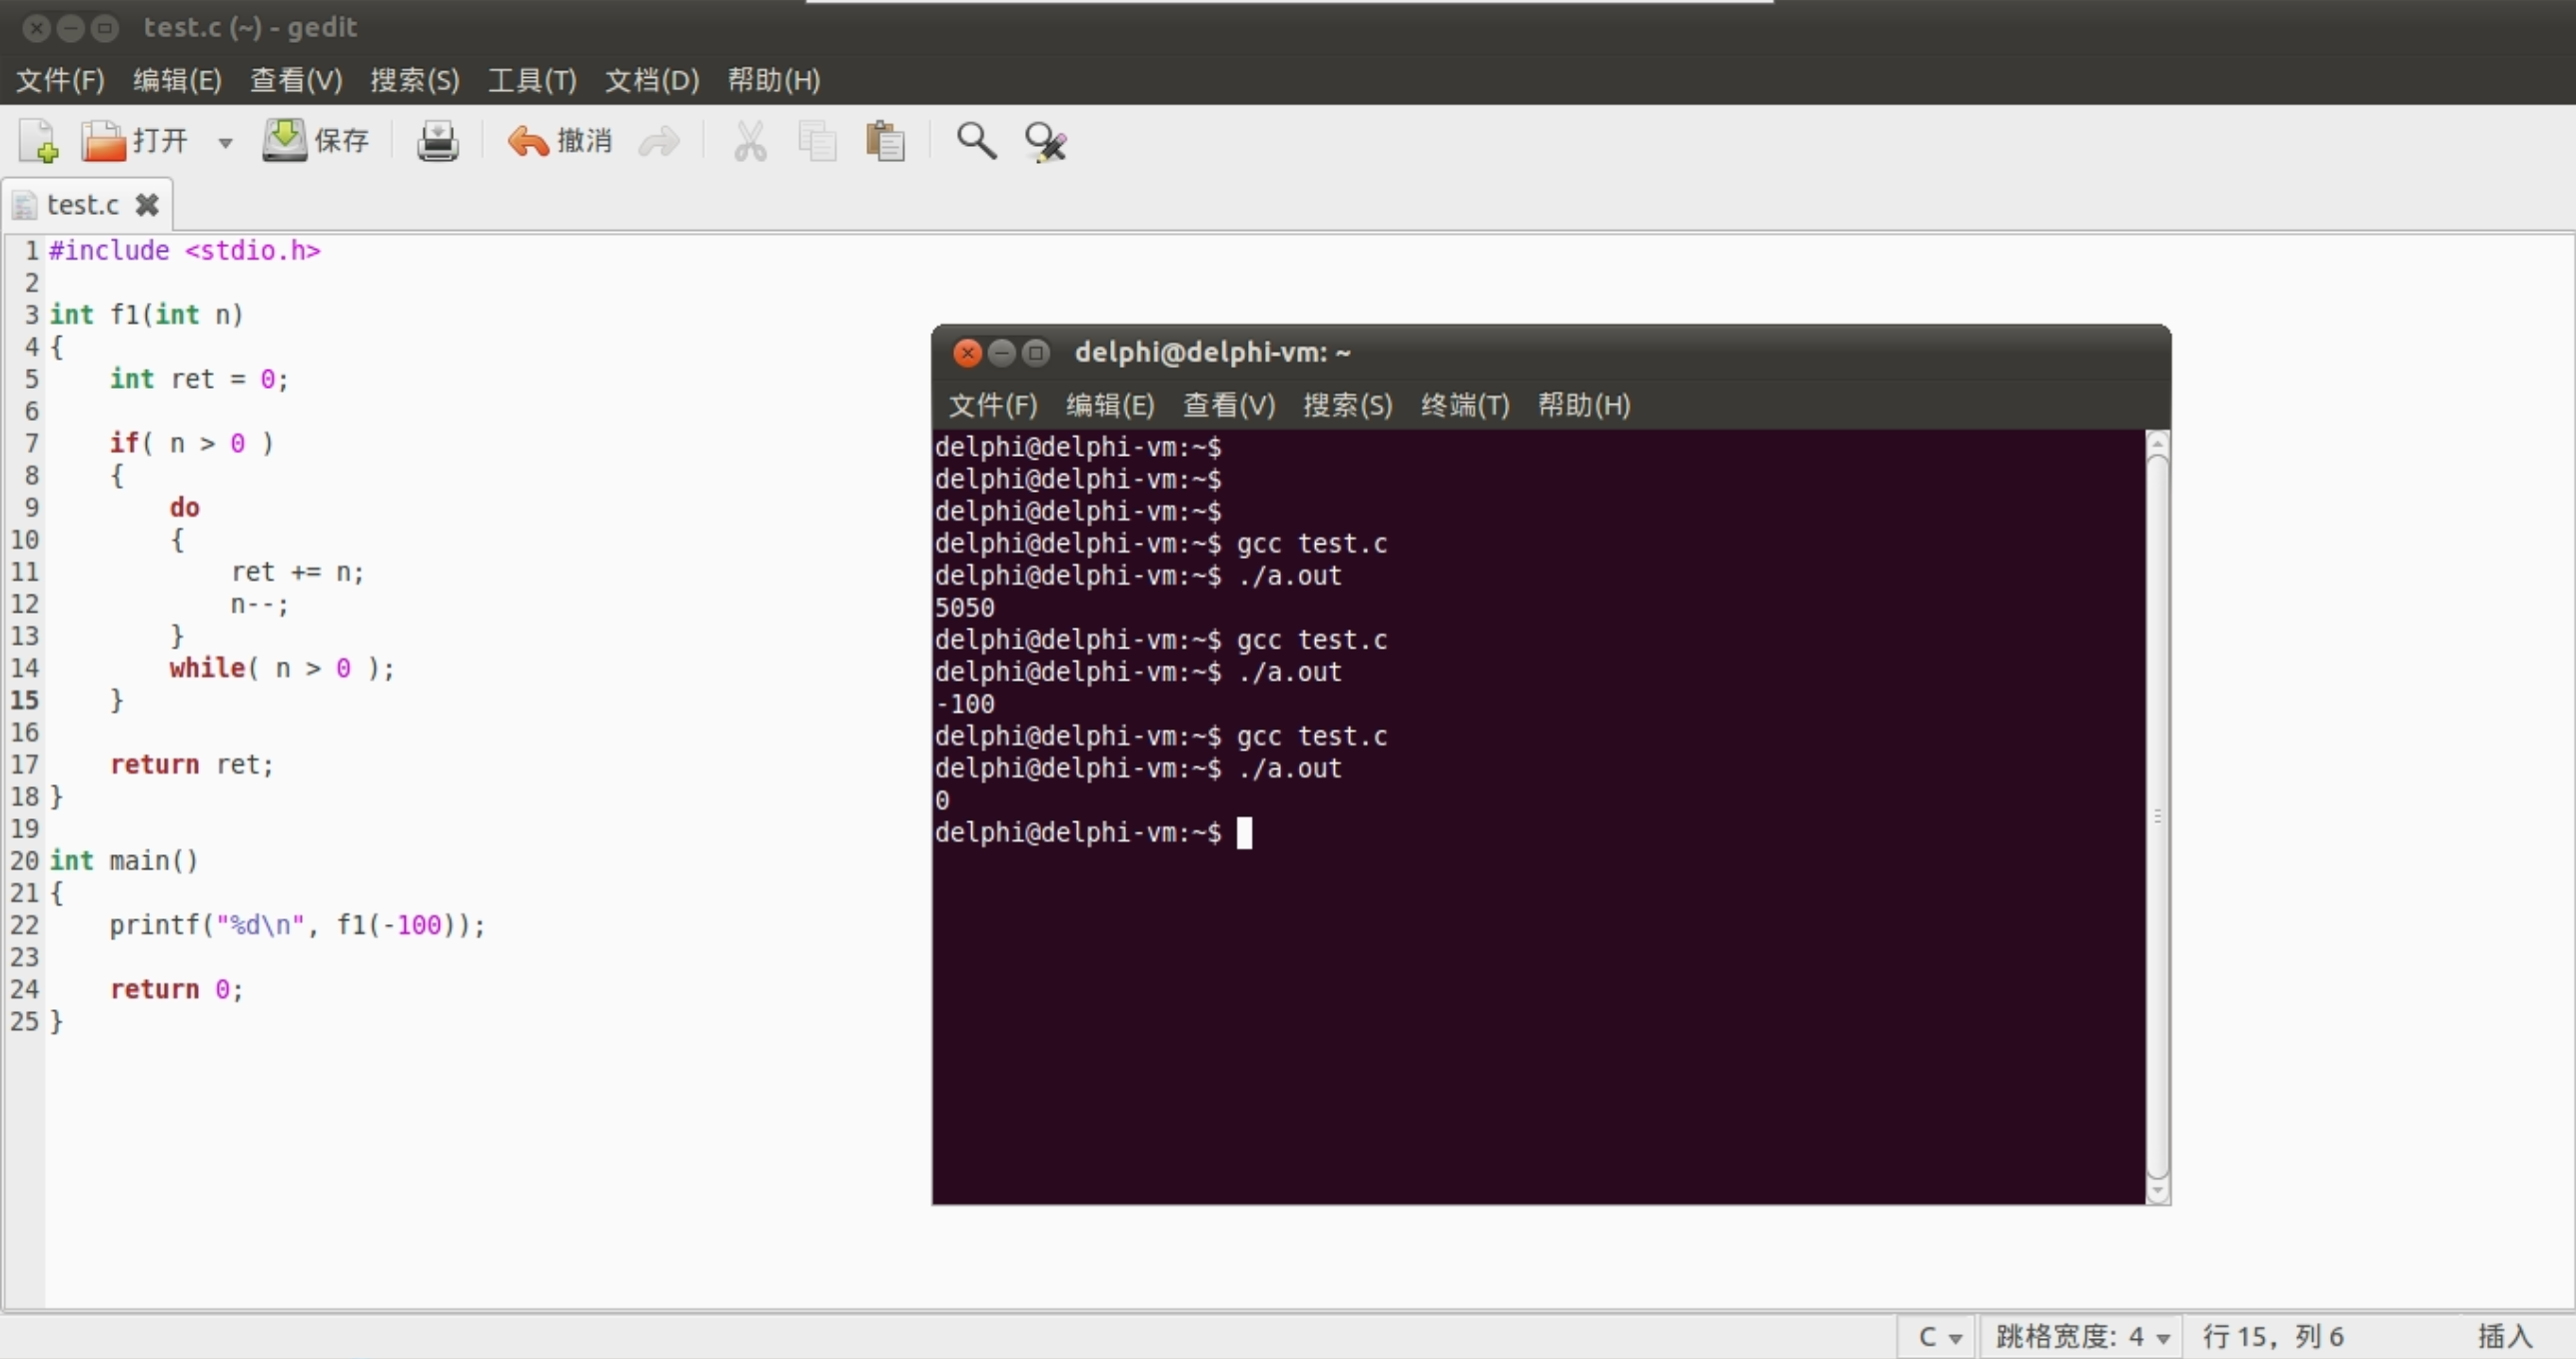 test.c (~) - gedit
文件(F) 编辑(E) 查看(V) 搜索(S) 工具(T) 文档(D) 帮助(H)
打开 保存 撤消
test.c
1 #include <stdio.h>
2
3 int f1(int n)
4 {
5     int ret = 0;
6
7     if( n > 0 )
8     {
9         do
10         {
11             ret += n;
12             n--;
13         }
14         while( n > 0 );
15     }
16
17     return ret;
18 }
19
20 int main()
21 {
22     printf("%d\n", f1(-100));
23
24     return 0;
25 }
delphi@delphi-vm: ~
文件(F) 编辑(E) 查看(V) 搜索(S) 终端(T) 帮助(H)
delphi@delphi-vm:~$
delphi@delphi-vm:~$
delphi@delphi-vm:~$
delphi@delphi-vm:~$ gcc test.c
delphi@delphi-vm:~$ ./a.out
5050
delphi@delphi-vm:~$ gcc test.c
delphi@delphi-vm:~$ ./a.out
-100
delphi@delphi-vm:~$ gcc test.c
delphi@delphi-vm:~$ ./a.out
0
delphi@delphi-vm:~$
C 跳格宽度: 4 行 15，列 6 插入